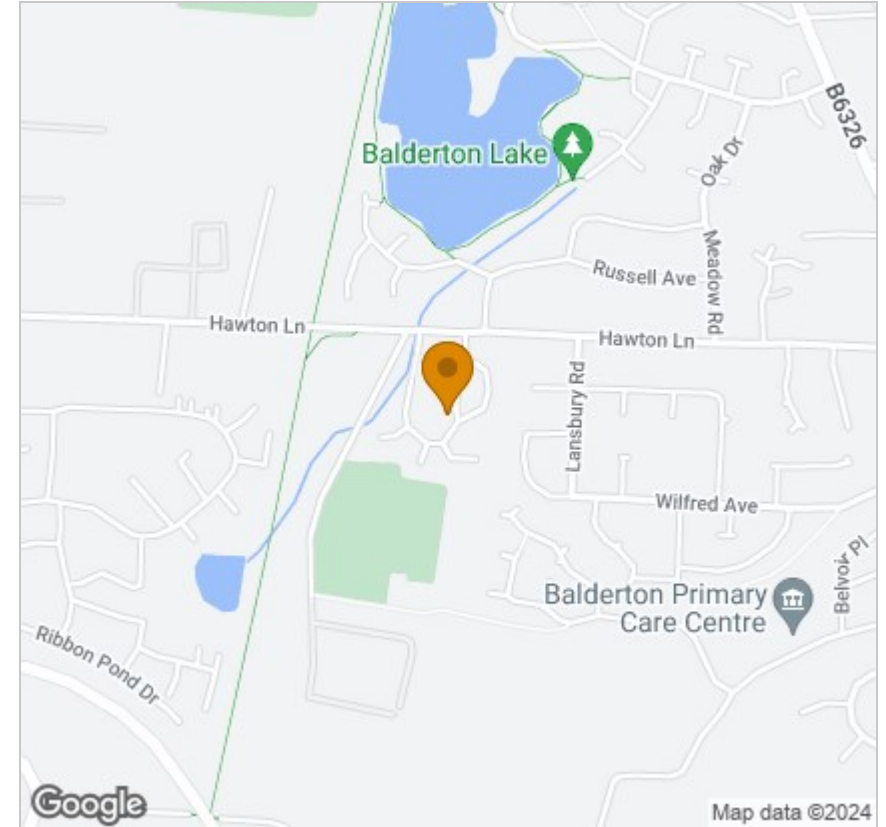 B6326
Balderton Lake
Oak Dr
Meadow Rd
Russell Ave
Hawton Ln
Hawton Ln
Lansbury Rd
Wilfred Ave
Belvoir Pl
Balderton Primary
Care Centre
Ribbon Pond Dr
Google
Map data ©2024